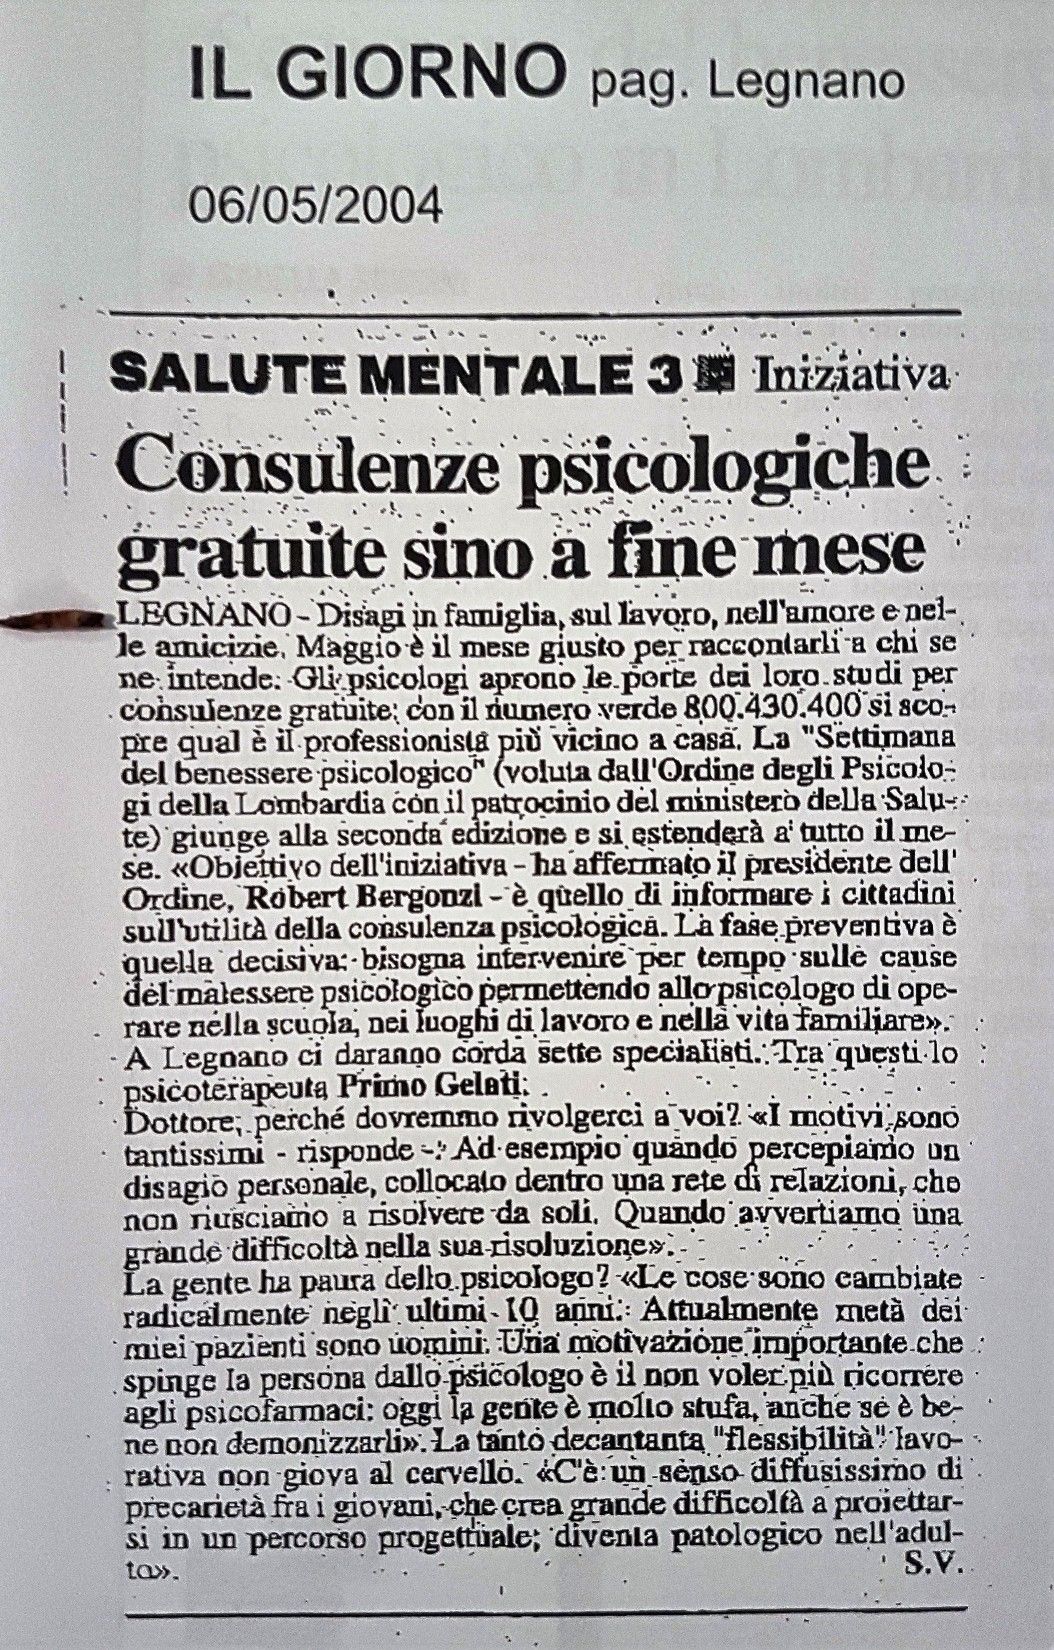 IL GIORNO pag. Legnano
06/05/2004
SALUTE MENTALE 3 Iniziativa
Consulenze psicologiche
gratuite sino a fine mese
LEGNANO - Disagi in famiglia, sul lavoro, nell'amore e nel-
le amicizie. Maggio è il mese giusto per raccontarli a chi se
ne intende. Gli psicologi aprono le porte dei loro studi per
consulenze gratuite: con il numero verde 800.430.400 si sco-
pre qual è il professionista più vicino a casa. La "Settimana
del benessere psicologico" (voluta dall'Ordine degli Psicolo-
gi della Lombardia con il patrocinio del ministero della Salu-
te) giunge alla seconda edizione e si estenderà a tutto il me-
se. «Obiettivo dell'iniziativa - ha affermato il presidente dell'
Ordine, Robert Bergonzi - è quello di informare i cittadini
sull'utilità della consulenza psicologica. La fase preventiva è
quella decisiva: bisogna intervenire per tempo sulle cause
del malessere psicologico permettendo allo psicologo di ope-
rare nella scuola, nei luoghi di lavoro e nella vita familiare».
A Legnano ci daranno corda sette specialisti. Tra questi lo
psicoterapeuta Primo Gelati.
Dottore, perché dovremmo rivolgerci a voi? «I motivi sono
tantissimi - risponde -. Ad esempio quando percepiamo un
disagio personale, collocato dentro una rete di relazioni, che
non riusciamo a risolvere da soli. Quando avvertiamo una
grande difficoltà nella sua risoluzione».
La gente ha paura dello psicologo? «Le cose sono cambiate
radicalmente negli ultimi 10 anni. Attualmente metà dei
miei pazienti sono uomini. Una motivazione importante che
spinge la persona dallo psicologo è il non voler più ricorrere
agli psicofarmaci: oggi la gente è molto stufa, anche se è be-
ne non demonizzarli». La tanto decantanta "flessibilità" lavo-
rativa non giova al cervello. «C'è un senso diffusissimo di
precarietà fra i giovani, che crea grande difficoltà a proiettar-
si in un percorso progettuale; diventa patologico nell'adul-
to». S.V.